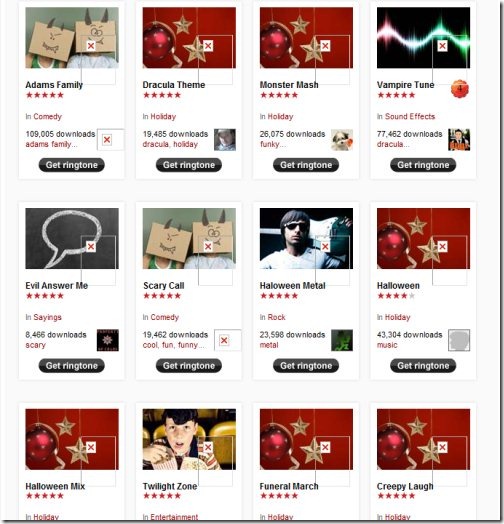 Adams Family
In Comedy
109,005 downloads
adams family...
Get ringtone
Dracula Theme
In Holiday
19,485 downloads
dracula, holiday
Get ringtone
Monster Mash
In Holiday
26,075 downloads
funky...
Get ringtone
4
Vampire Tune
In Sound Effects
77,462 downloads
dracula...
Get ringtone
Evil Answer Me
In Sayings
8,466 downloads
scary
Get ringtone
Scary Call
In Comedy
19,462 downloads
cool, fun, funny...
Get ringtone
Haloween Metal
In Rock
23,598 downloads
metal
Get ringtone
Halloween
In Holiday
43,304 downloads
music
Get ringtone
Halloween Mix
In Holiday
Twilight Zone
In Entertainment
Funeral March
In Holiday
Creepy Laugh
In Holiday